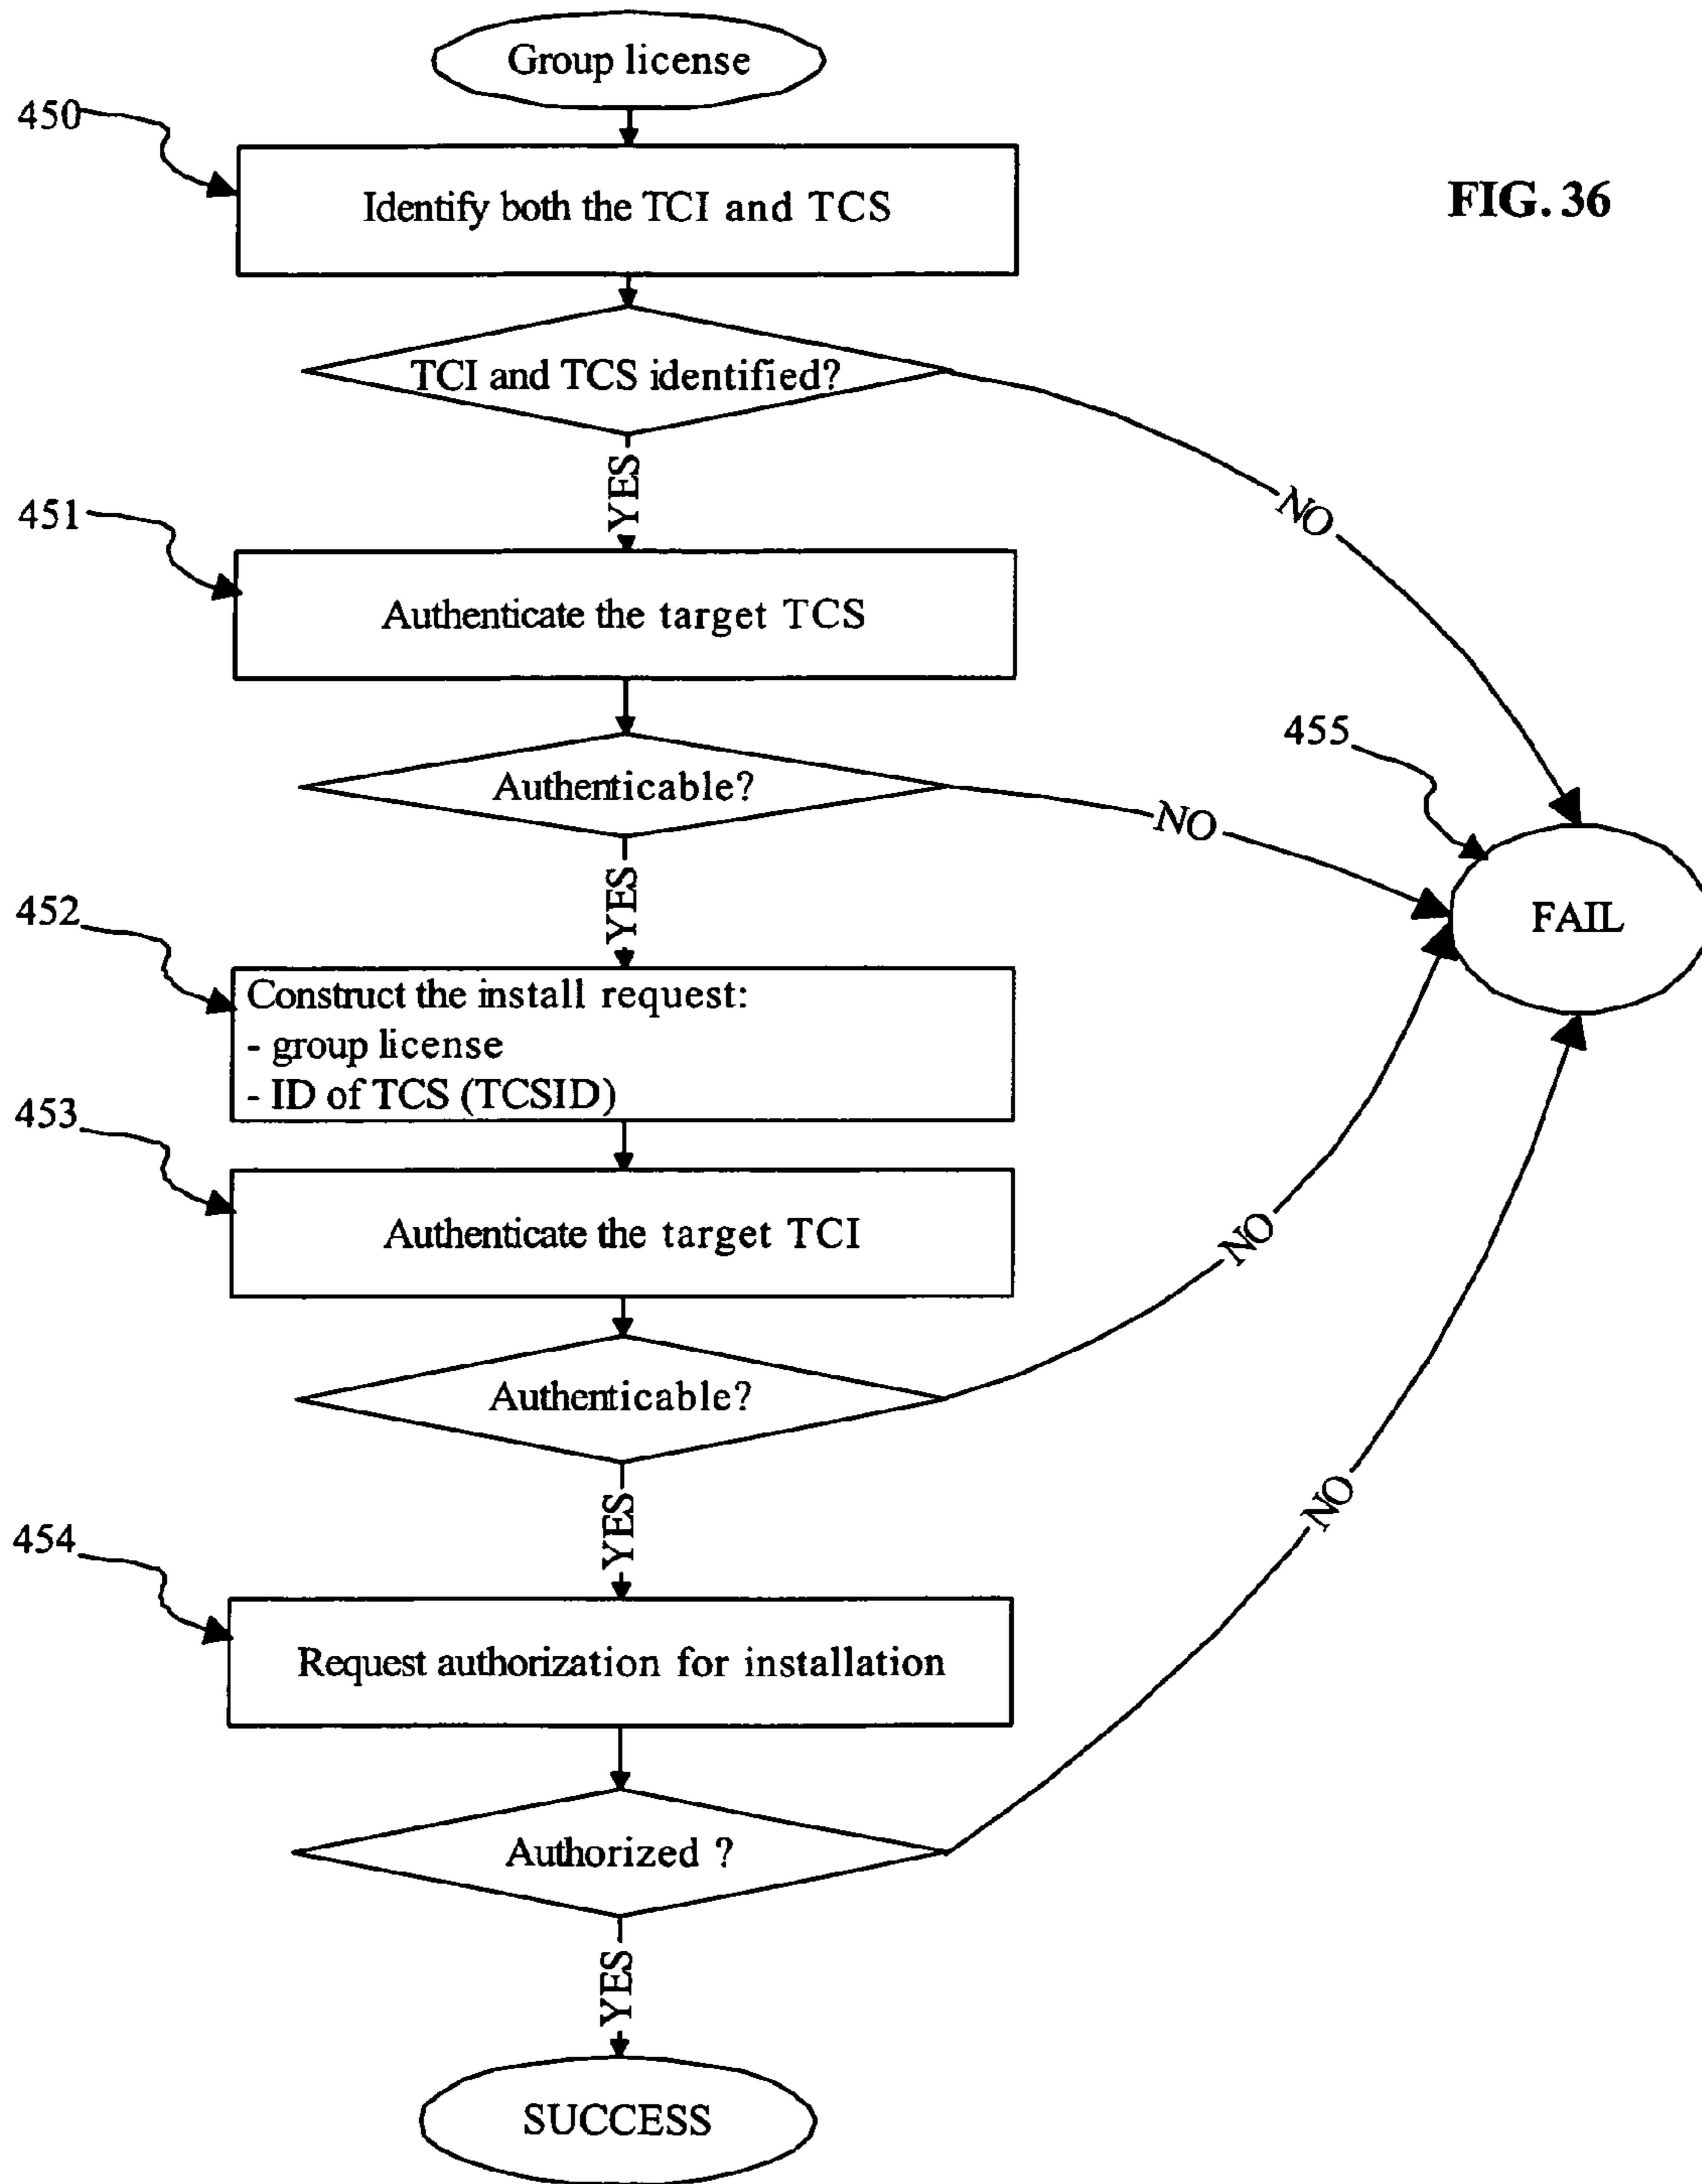 Group license
450
Identify both the TCI and TCS
FIG. 36
TCI and TCS identified?
NO
YES
451
Authenticate the target TCS
455
Authenticable?
NO
YES
FAIL
452
Construct the install request:
- group license
- ID of TCS (TCSID)
453
Authenticate the target TCI
NO
Authenticable?
YES
NO
454
Request authorization for installation
Authorized ?
YES
SUCCESS